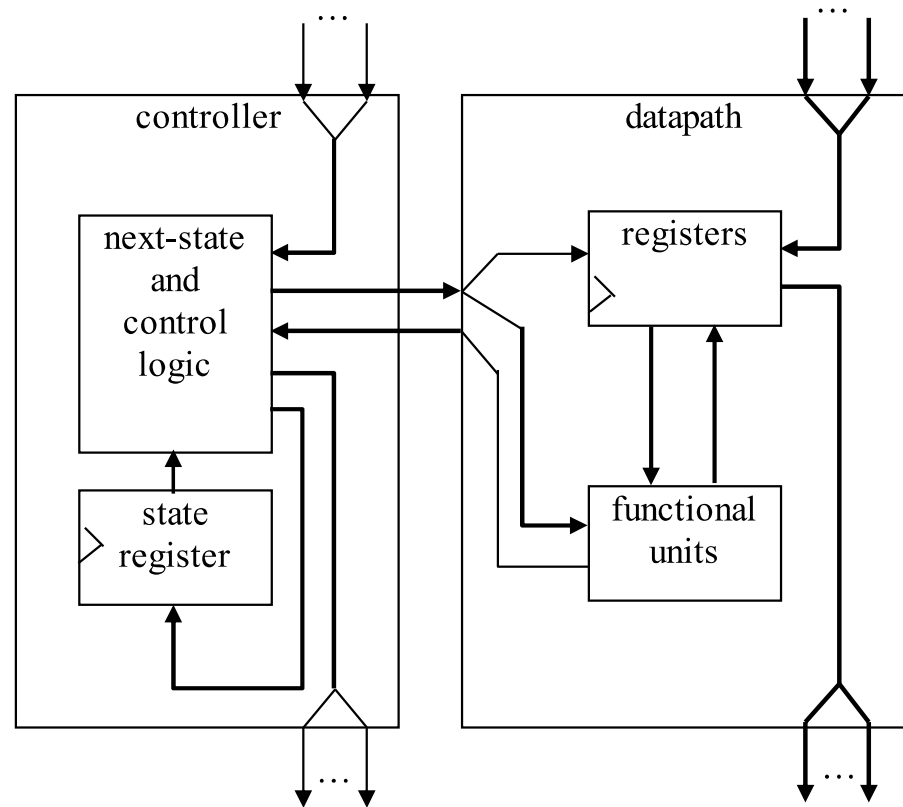 ...
...
controller
datapath
next-state
and
control
logic
registers
state
register
functional
units
...
...